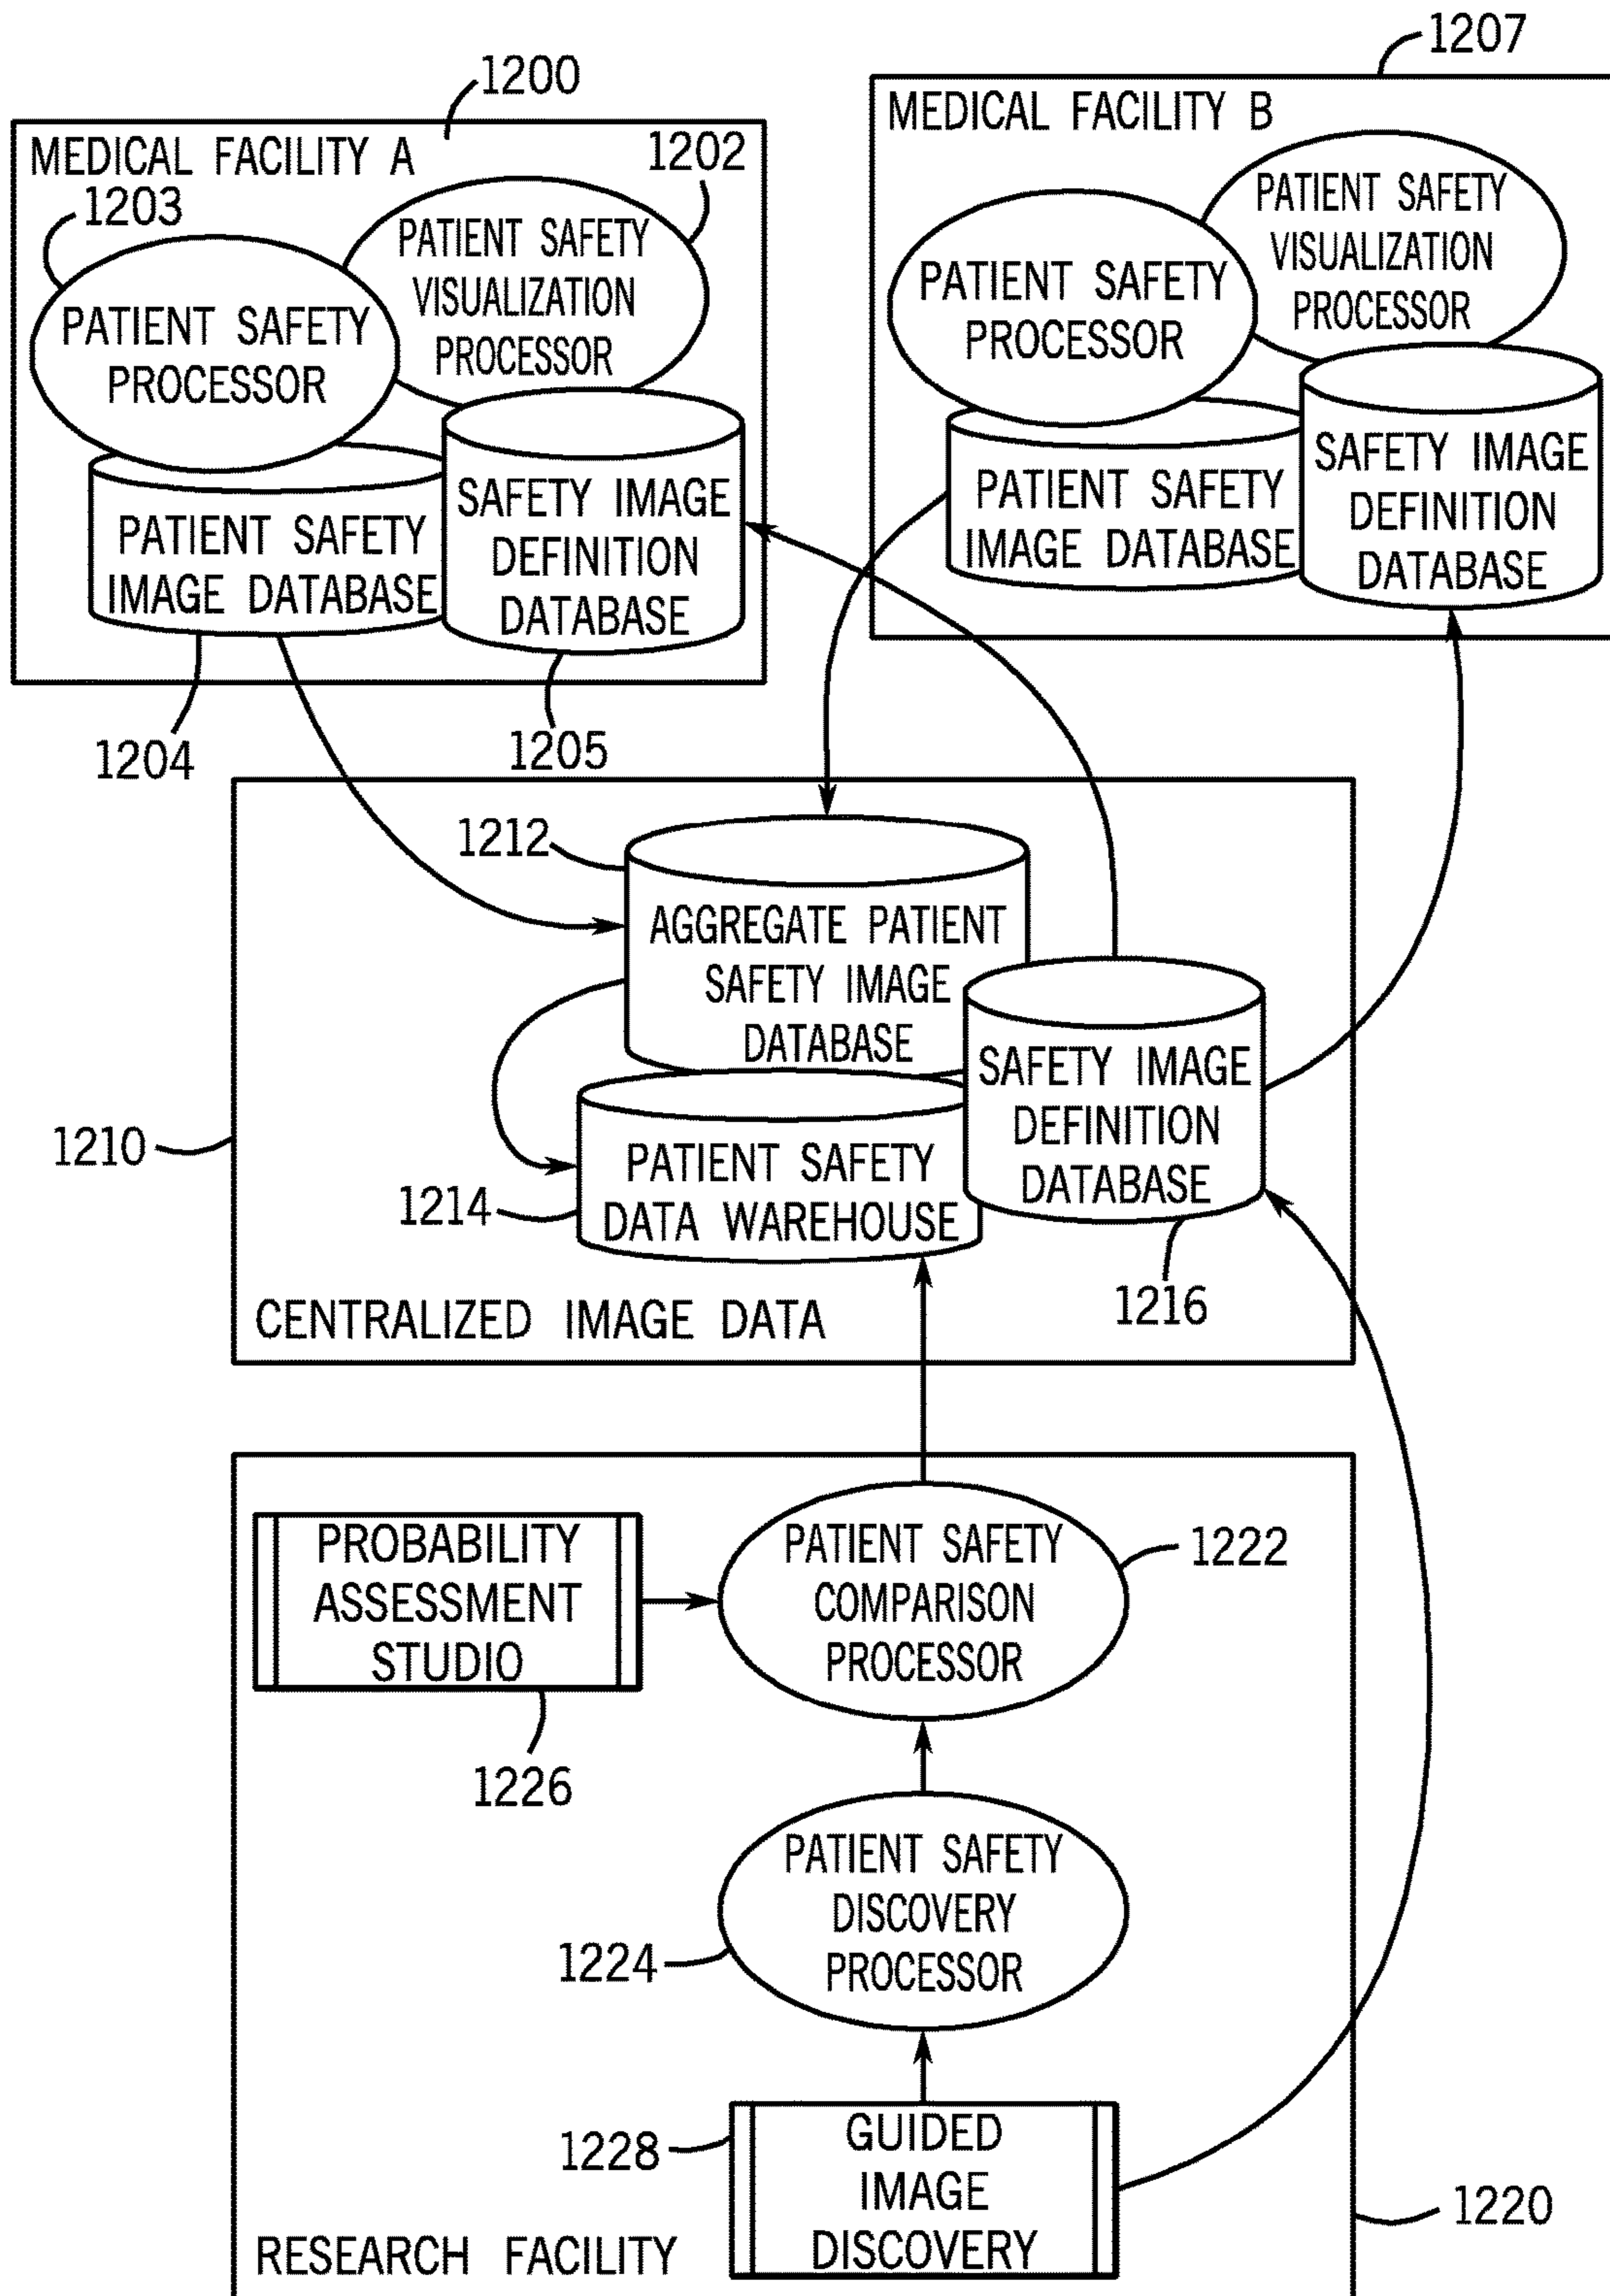 1207
1200
MEDICAL FACILITY B
MEDICAL FACILITY A
1202
1203
PATIENT SAFETY
VISUALIZATION
PROCESSOR
PATIENT SAFETY
PROCESSOR
PATIENT SAFETY
IMAGE DATABASE
SAFETY IMAGE
DEFINITION
DATABASE
1204
1205
PATIENT SAFETY
VISUALIZATION
PROCESSOR
PATIENT SAFETY
PROCESSOR
PATIENT SAFETY
IMAGE DATABASE
SAFETY IMAGE
DEFINITION
DATABASE
1212
AGGREGATE PATIENT
SAFETY IMAGE
DATABASE
SAFETY IMAGE
DEFINITION
DATABASE
1210
PATIENT SAFETY
DATA WAREHOUSE
1214
1216
CENTRALIZED IMAGE DATA
PROBABILITY
ASSESSMENT
STUDIO
PATIENT SAFETY
COMPARISON
PROCESSOR
1222
1226
PATIENT SAFETY
DISCOVERY
PROCESSOR
1224
GUIDED
IMAGE
DISCOVERY
1228
1220
RESEARCH FACILITY